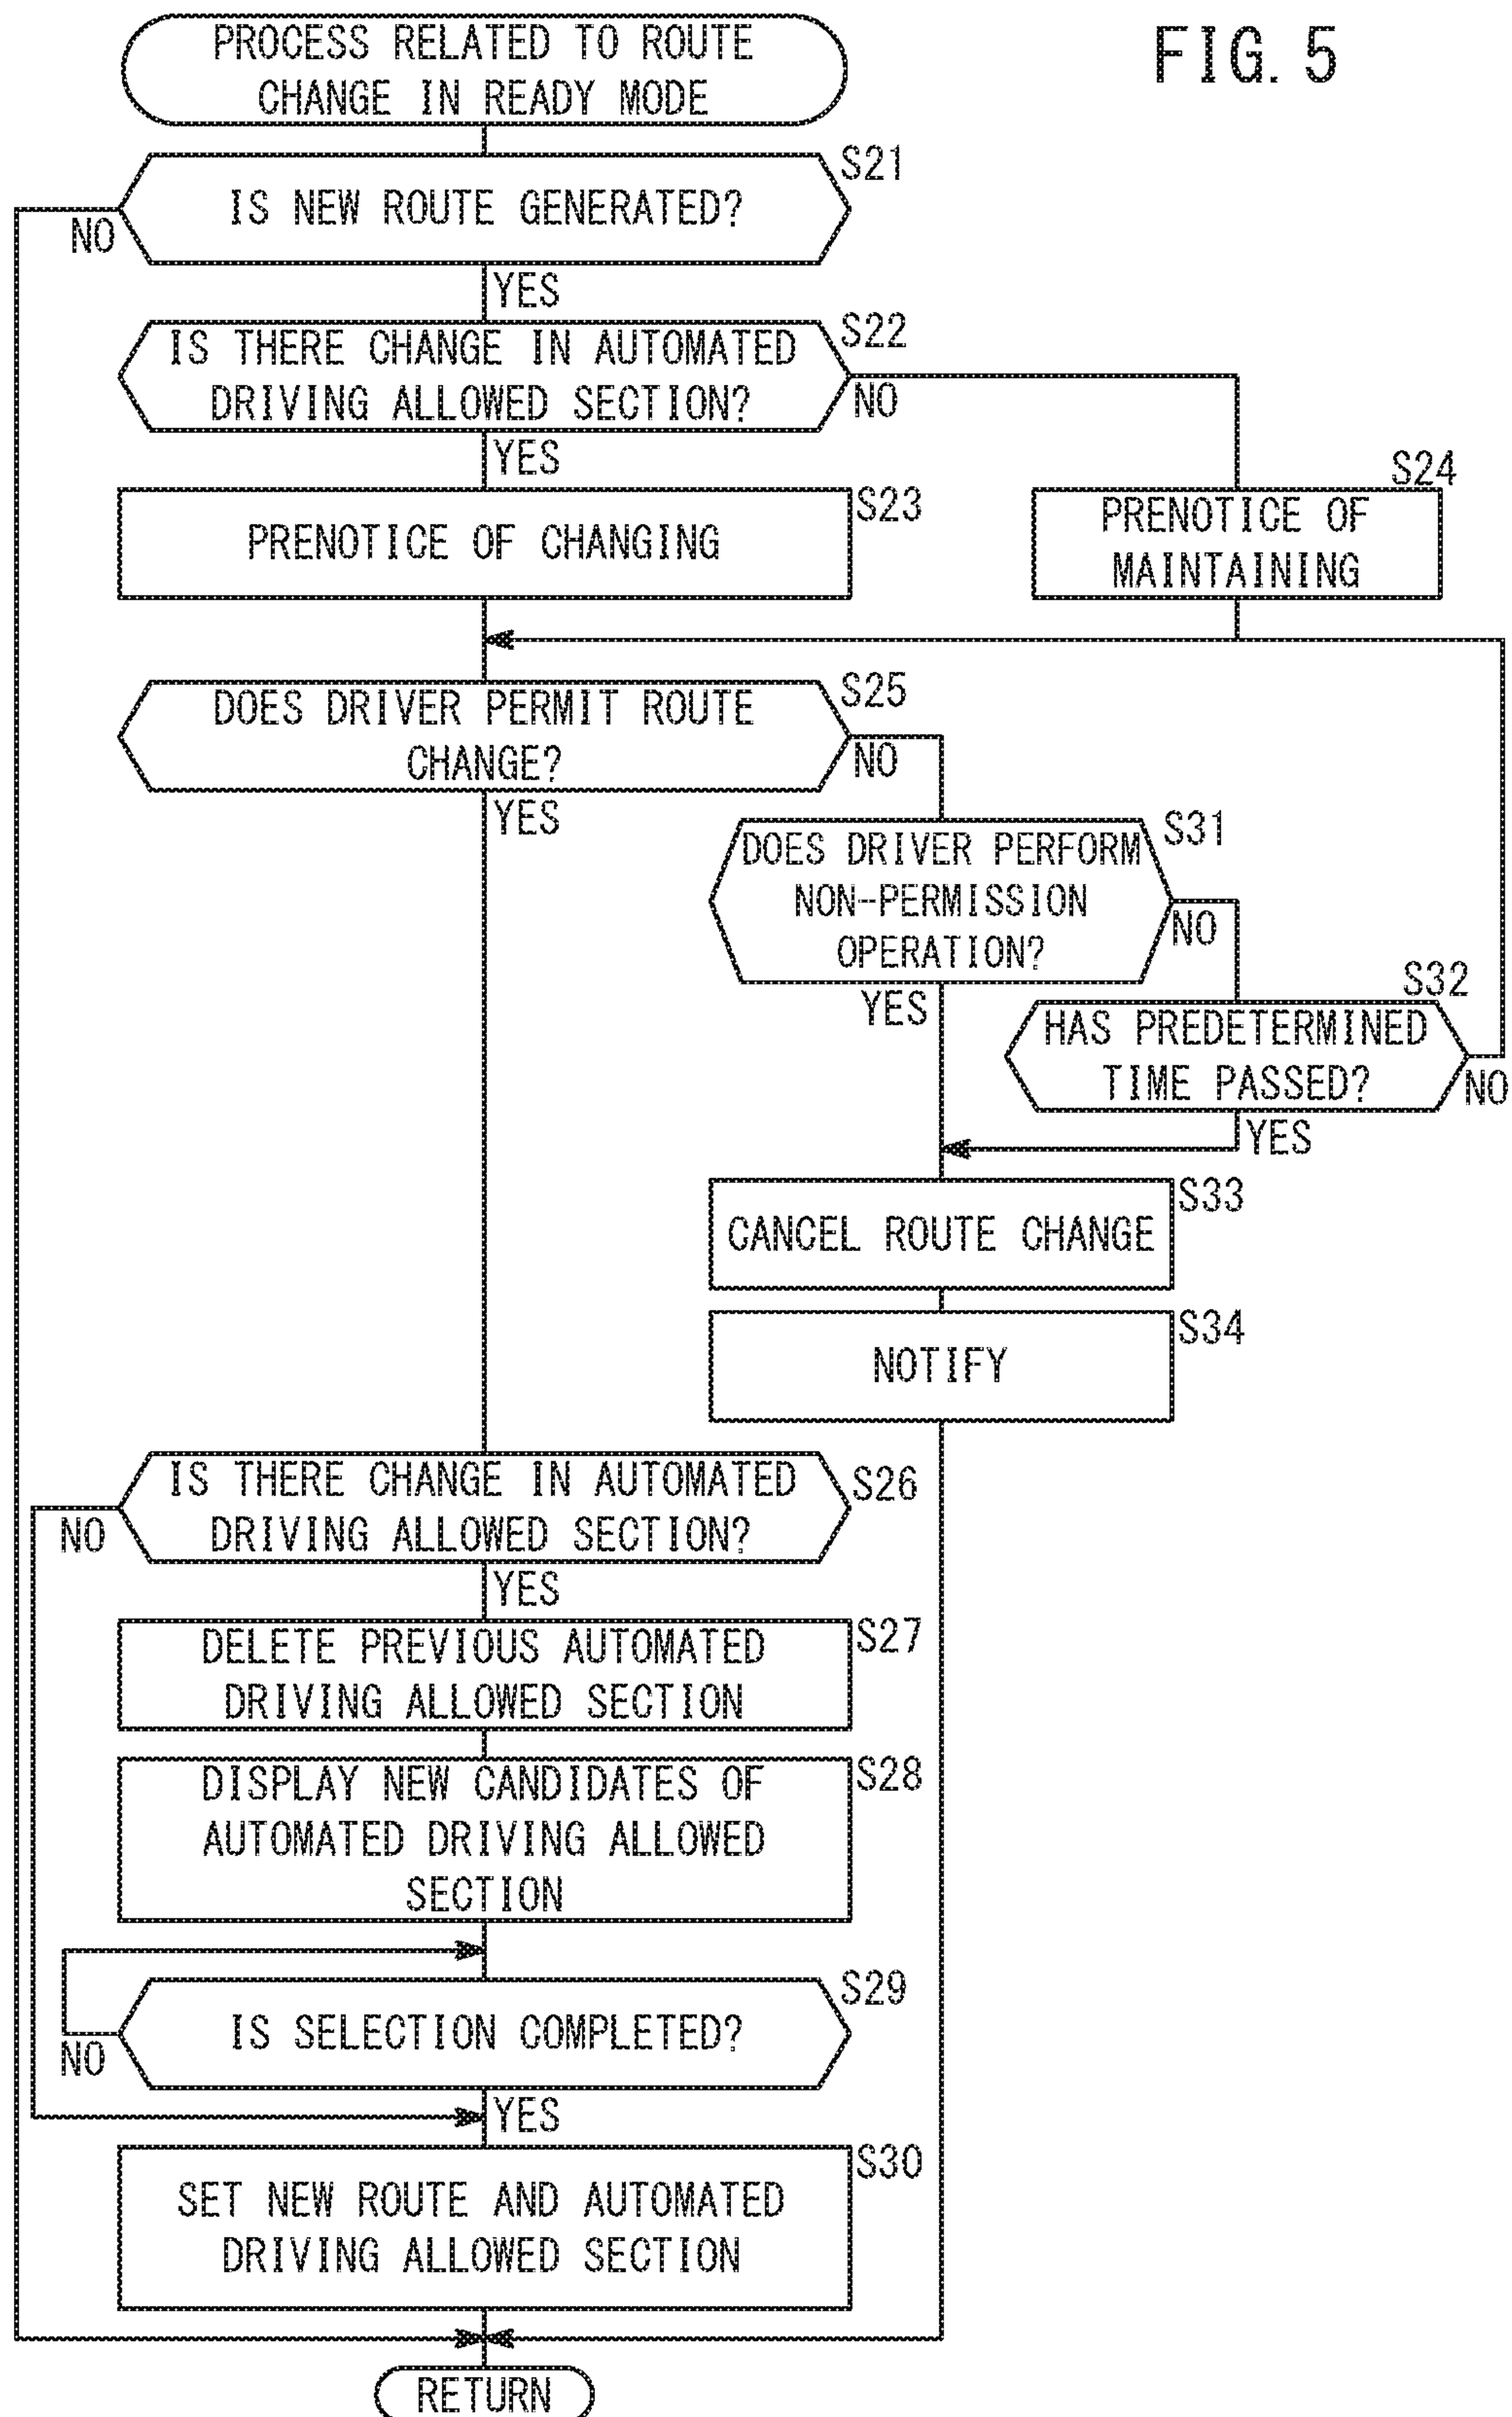 PROCESS RELATED TO ROUTE
CHANGE IN READY MODE
FIG. 5
S21
IS NEW ROUTE GENERATED?
NO
YES
S22
IS THERE CHANGE IN AUTOMATED
DRIVING ALLOWED SECTION?
NO
YES
S23
PRENOTICE OF CHANGING
S24
PRENOTICE OF
MAINTAINING
S25
DOES DRIVER PERMIT ROUTE
CHANGE?
NO
YES
S31
DOES DRIVER PERFORM
NON-PERMISSION
OPERATION?
NO
YES
S32
HAS PREDETERMINED
TIME PASSED?
NO
YES
S33
CANCEL ROUTE CHANGE
S34
NOTIFY
S26
IS THERE CHANGE IN AUTOMATED
DRIVING ALLOWED SECTION?
NO
YES
S27
DELETE PREVIOUS AUTOMATED
DRIVING ALLOWED SECTION
S28
DISPLAY NEW CANDIDATES OF
AUTOMATED DRIVING ALLOWED
SECTION
S29
IS SELECTION COMPLETED?
NO
YES
S30
SET NEW ROUTE AND AUTOMATED
DRIVING ALLOWED SECTION
RETURN